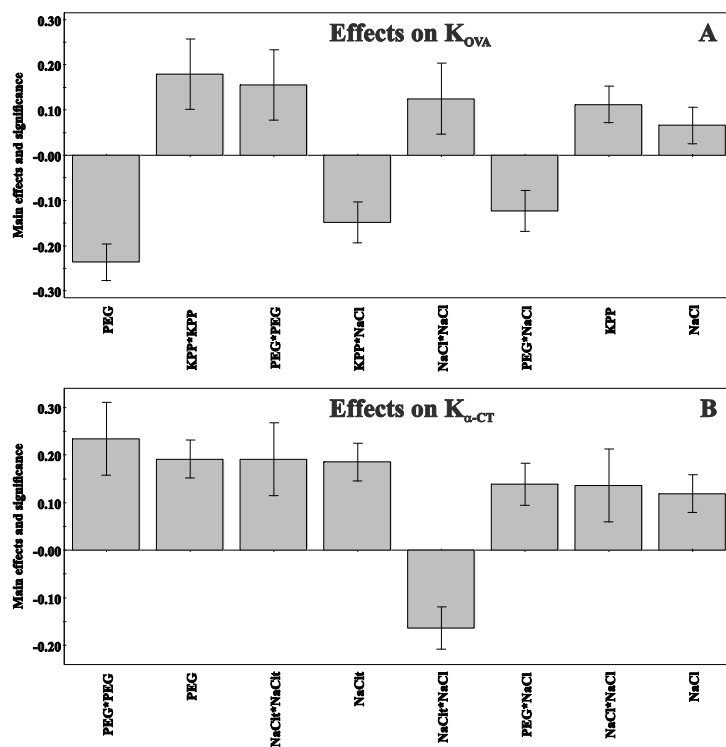 Effects on K_OVA
A
Main effects and significance
0.30
0.20
0.10
-0.00
-0.10
-0.20
-0.30
PEG
KPP*KPP
PEG*PEG
KPP*NaCl
NaCl*NaCl
PEG*NaCl
KPP
NaCl
Effects on K_α-CT
B
Main effects and significance
0.30
0.20
0.10
-0.00
-0.10
-0.20
PEG*PEG
PEG
NaCit*NaCit
NaCit
NaCit*NaCl
PEG*NaCl
NaCl*NaCl
NaCl